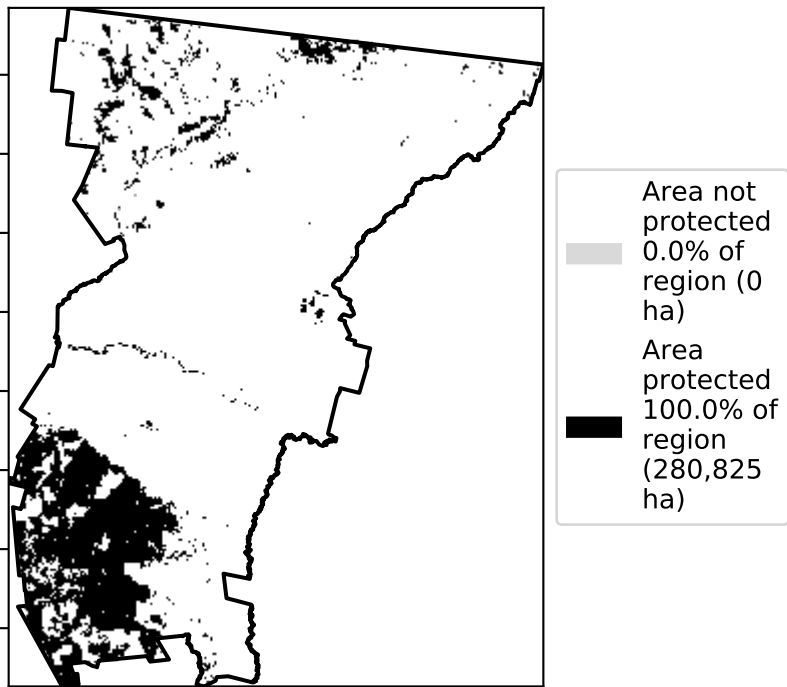 Area not
protected
0.0% of
region (0
ha)
Area
protected
100.0% of
region
(280,825
ha)